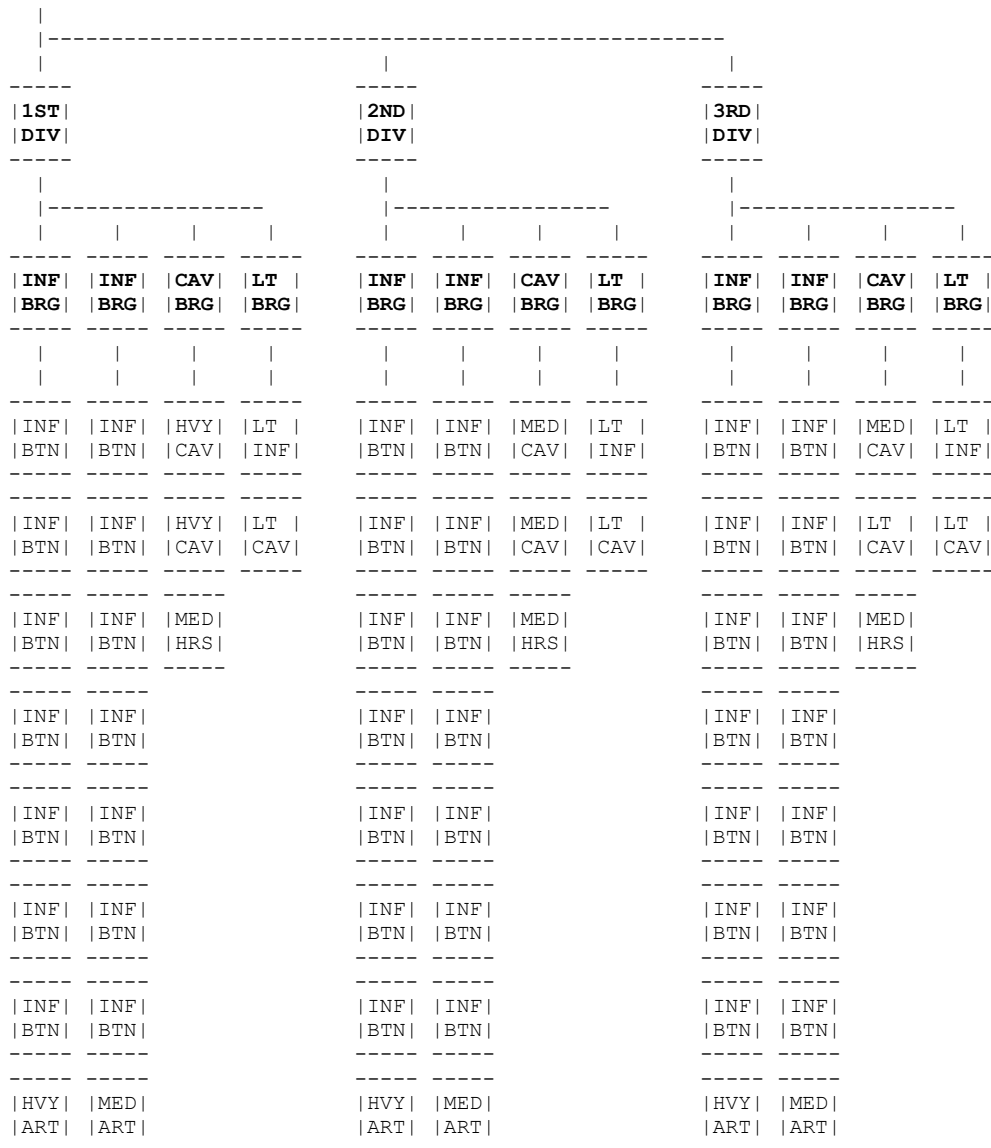 |1ST| |2ND| |3RD|
|DIV| |DIV| |DIV|
|INF| |INF| |CAV| |LT | |INF| |INF| |CAV| |LT | |INF| |INF| |CAV| |LT |
|BRG| |BRG| |BRG| |BRG| |BRG| |BRG| |BRG| |BRG| |BRG| |BRG| |BRG| |BRG|
|INF| |INF| |HVY| |LT | |INF| |INF| |MED| |LT | |INF| |INF| |MED| |LT |
|BTN| |BTN| |CAV| |INF| |BTN| |BTN| |CAV| |INF| |BTN| |BTN| |CAV| |INF|
|INF| |INF| |HVY| |LT | |INF| |INF| |MED| |LT | |INF| |INF| |LT | |LT |
|BTN| |BTN| |CAV| |CAV| |BTN| |BTN| |CAV| |CAV| |BTN| |BTN| |CAV| |CAV|
|INF| |INF| |MED| |INF| |INF| |MED| |INF| |INF| |MED|
|BTN| |BTN| |HRS| |BTN| |BTN| |HRS| |BTN| |BTN| |HRS|
|INF| |INF| |INF| |INF| |INF| |INF|
|BTN| |BTN| |BTN| |BTN| |BTN| |BTN|
|INF| |INF| |INF| |INF| |INF| |INF|
|BTN| |BTN| |BTN| |BTN| |BTN| |BTN|
|INF| |INF| |INF| |INF| |INF| |INF|
|BTN| |BTN| |BTN| |BTN| |BTN| |BTN|
|INF| |INF| |INF| |INF| |INF| |INF|
|BTN| |BTN| |BTN| |BTN| |BTN| |BTN|
|HVY| |MED| |HVY| |MED| |HVY| |MED|
|ART| |ART| |ART| |ART| |ART| |ART|